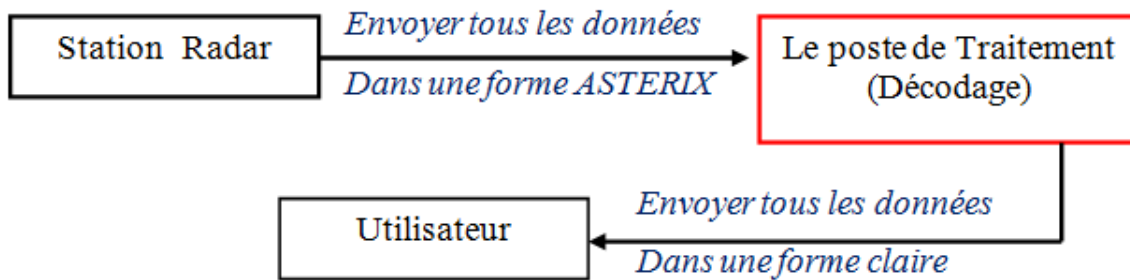 Station Radar
Envoyer tous les données
Dans une forme ASTERIX
Le poste de Traitement
(Décodage)
Envoyer tous les données
Dans une forme claire
Utilisateur